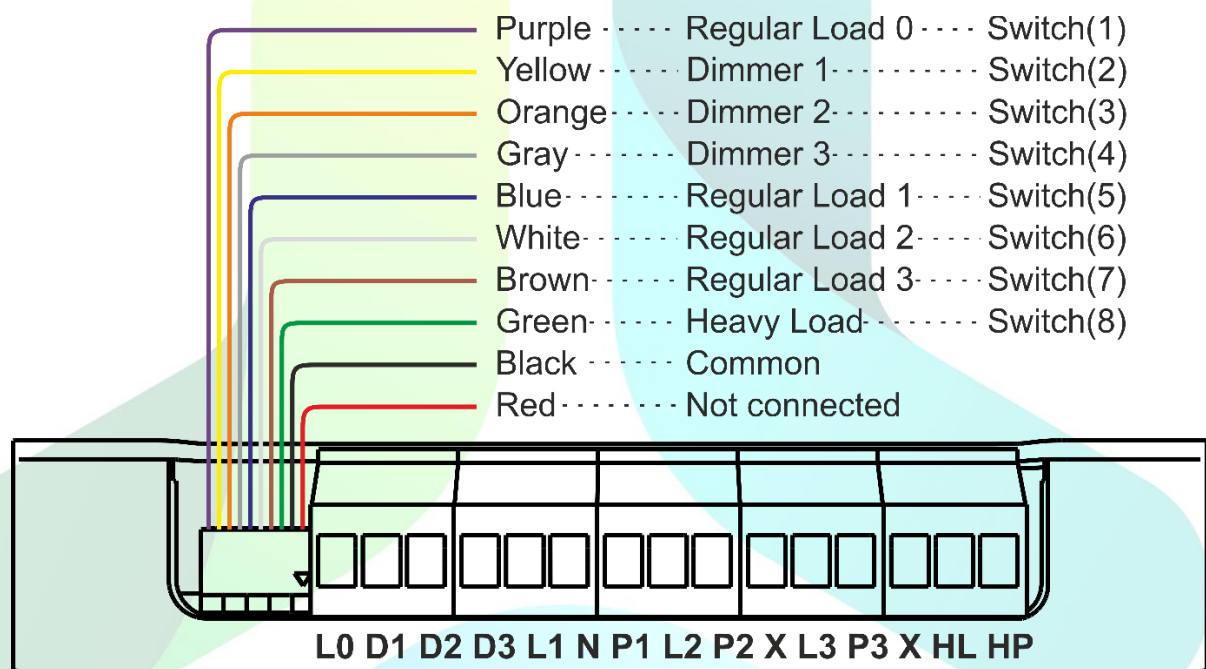 Purple ······ Regular Load 0 ···· Switch(1)
Yellow ······ Dimmer 1 ·········· Switch(2)
Orange ······ Dimmer 2 ·········· Switch(3)
Gray ········ Dimmer 3 ·········· Switch(4)
Blue ········ Regular Load 1 ···· Switch(5)
White ······· Regular Load 2 ···· Switch(6)
Brown ······· Regular Load 3 ···· Switch(7)
Green ······· Heavy Load ········ Switch(8)
Black ······· Common
Red ········· Not connected
L0 D1 D2 D3 L1 N P1 L2 P2 X L3 P3 X HL HP